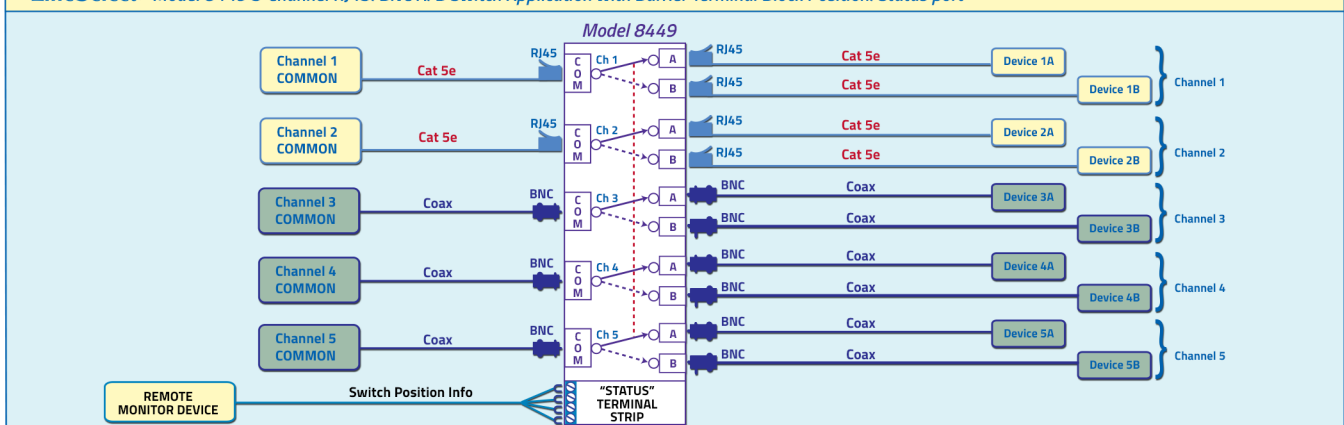 Model 8449
Channel 1
COMMON
Cat 5e
RJ45
C
O
M
Ch 1
A
B
RJ45
Cat 5e
Device 1A
RJ45
Cat 5e
Device 1B
Channel 1
Channel 2
COMMON
Cat 5e
RJ45
C
O
M
Ch 2
A
B
RJ45
Cat 5e
Device 2A
RJ45
Cat 5e
Device 2B
Channel 2
Channel 3
COMMON
Coax
BNC
C
O
M
Ch 3
A
B
BNC
Coax
Device 3A
BNC
Coax
Device 3B
Channel 3
Channel 4
COMMON
Coax
BNC
C
O
M
Ch 4
A
B
BNC
Coax
Device 4A
BNC
Coax
Device 4B
Channel 4
Channel 5
COMMON
Coax
BNC
C
O
M
Ch 5
A
B
BNC
Coax
Device 5A
BNC
Coax
Device 5B
Channel 5
REMOTE
MONITOR DEVICE
Switch Position Info
"STATUS"
TERMINAL
STRIP